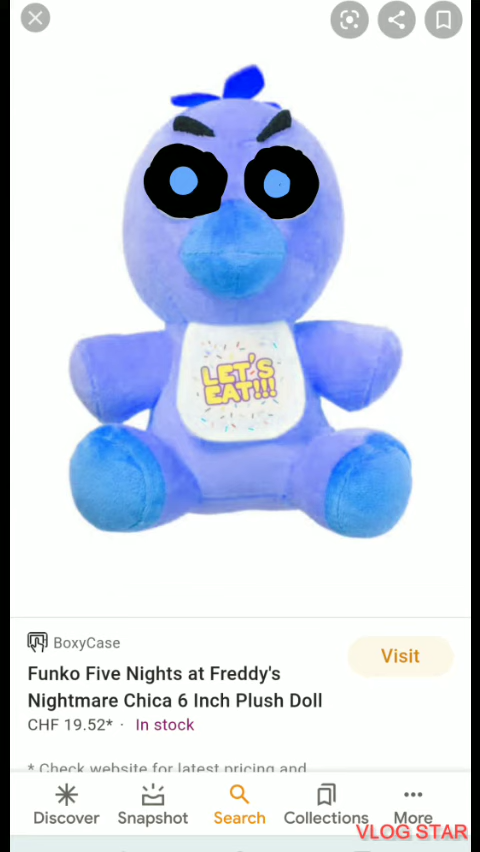 LET'S
EAT!!!
BoxyCase
Visit
Funko Five Nights at Freddy's
Nightmare Chica 6 Inch Plush Doll
CHF 19.52* · In stock
* Check website for latest pricing and
Discover Snapshot Search Collections More
VLOG STAR